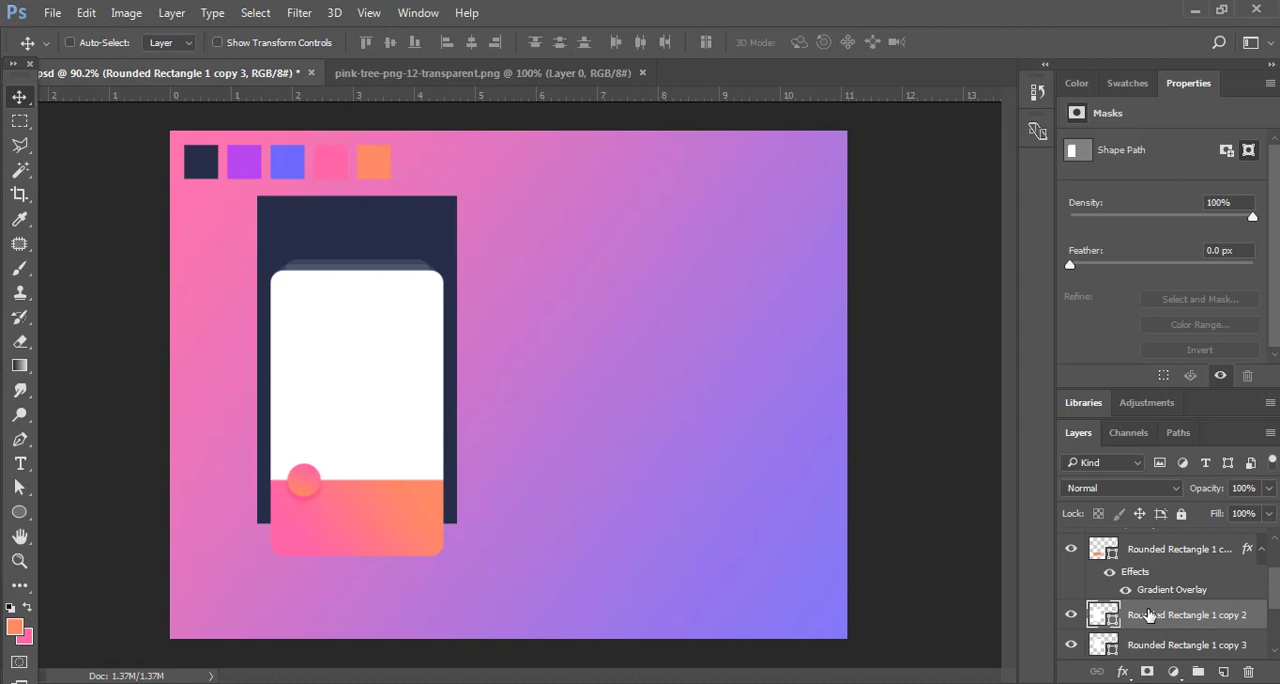 Ps File Edit Image Layer Type Select Filter 3D View Window Help
Auto-Select: Layer Show Transform Controls 3D Mode:
psd @ 90.2% (Rounded Rectangle 1 copy 3, RGB/8#) * × pink-tree-png-12-transparent.png @ 100% (Layer 0, RGB/8#) ×
2 1 0 1 2 3 4 5 6 7 8 9 10 11 12 13
Color Swatches Properties
Masks
Shape Path
Density: 100%
Feather: 0.0 px
Refine: Select and Mask...
Color Range...
Invert
Libraries Adjustments
Layers Channels Paths
Kind
Normal Opacity: 100%
Lock: Fill: 100%
Rounded Rectangle 1 c... fx
Effects
Gradient Overlay
Rounded Rectangle 1 copy 2
Rounded Rectangle 1 copy 3
fx
Doc: 1.37M/1.37M